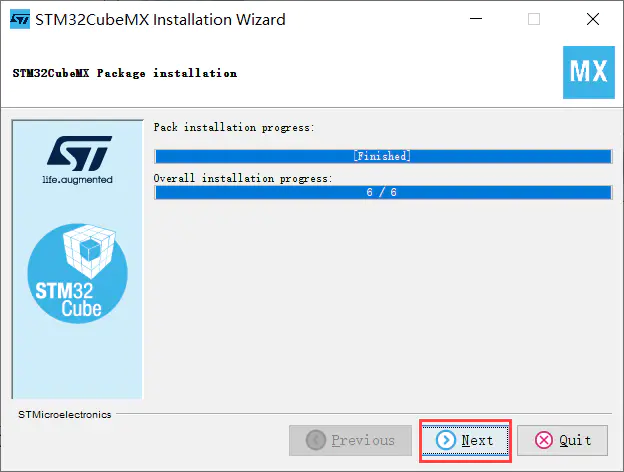 STM32CubeMX Installation Wizard
STM32CubeMX Package installation
MX
Pack installation progress:
[Finished]
Overall installation progress:
6 / 6
ST
life.augmented
STM32
Cube
STMicroelectronics
Previous
Next
Quit